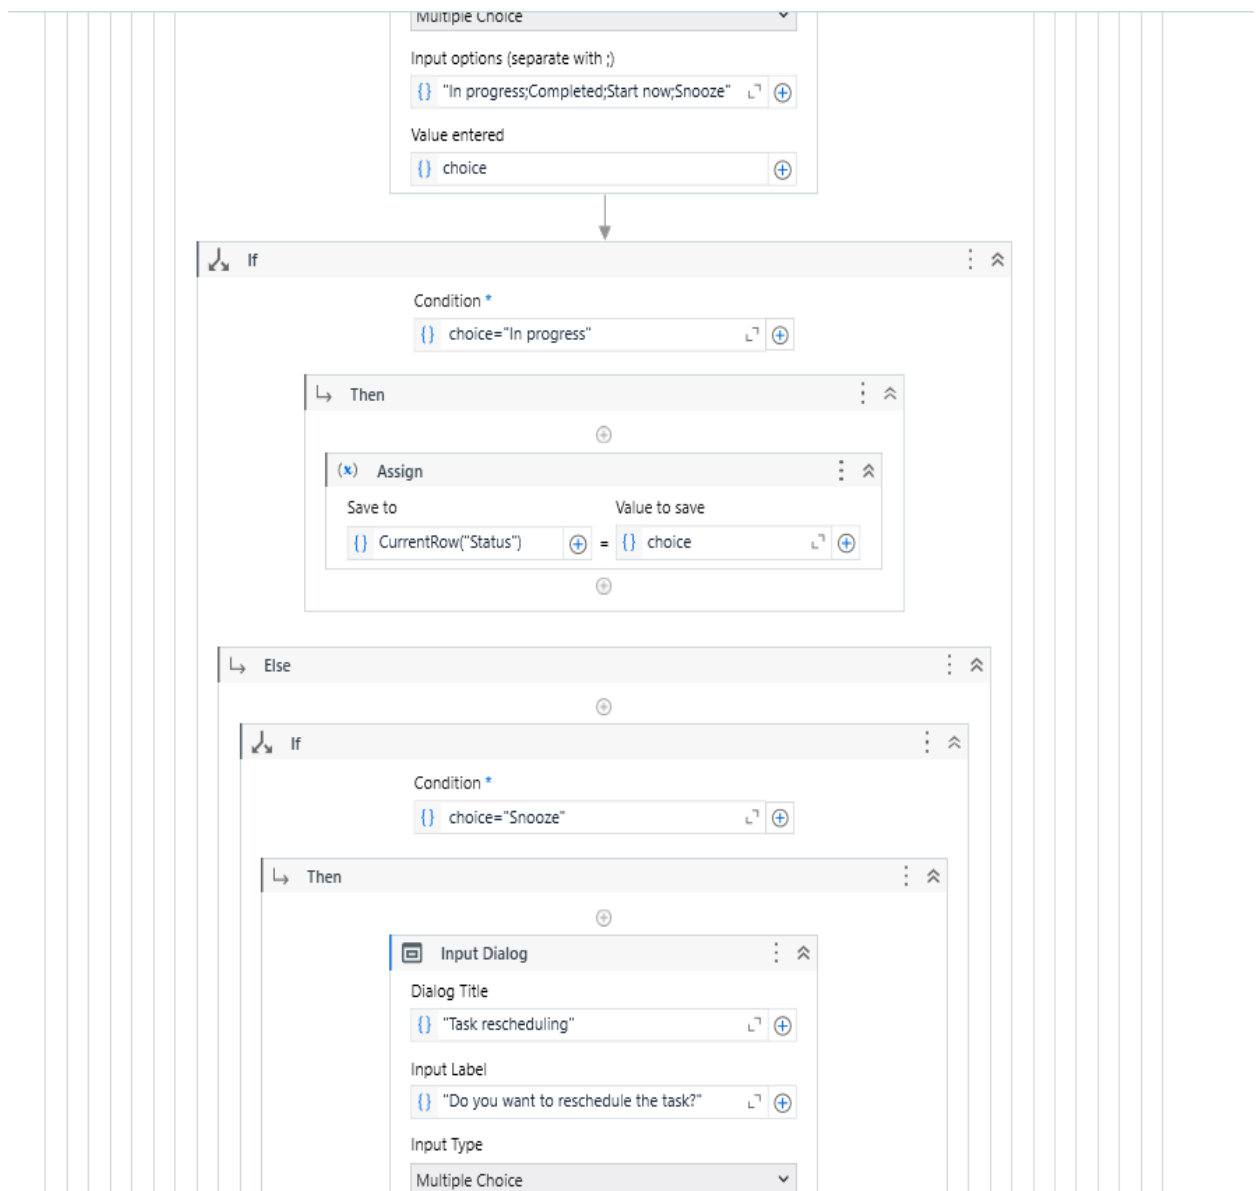 Multiple Choice
Input options (separate with ;)
{} "In progress;Completed;Start now;Snooze"
Value entered
{} choice
If
Condition *
{} choice="In progress"
Then
(x) Assign
Save to Value to save
{} CurrentRow("Status") = {} choice
Else
If
Condition *
{} choice="Snooze"
Then
Input Dialog
Dialog Title
{} "Task rescheduling"
Input Label
{} "Do you want to reschedule the task?"
Input Type
Multiple Choice